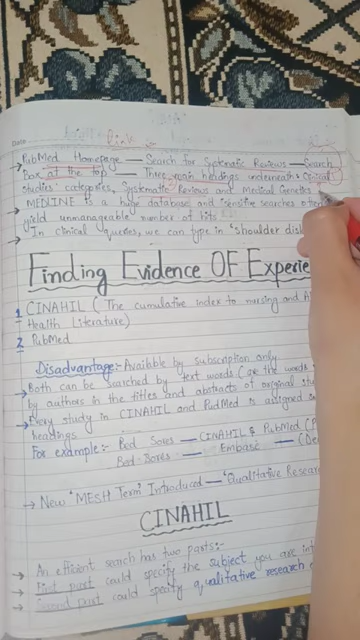 Date
PubMed Homepage — Search for Systematic Reviews — Search
Box at the top — Three main headings underneath : Clinical
studies categories, Systematic Reviews and Medical Genetics
→ MEDLINE is a huge database and sensitive searches often
yield unmanageable number of hits
→ In Clinical Queries, we can type in "shoulder dis
Finding Evidence OF Experie
1 CINAHIL (The cumulative index to nursing and A
Health Literature)
2 PubMed
Disadvantage:- Availble by subscription only
→ Both can be searched by text words (are the words
by authors in the titles and abstracts of original stu
→ Every study in CINAHIL and PudMed is assigned
headings
For example:- Red Sores — CINAHIL & PubMed (P
Bed-Sores — Embrase — (De
→ New "MESH Term" Introduced — "Qualitative Resear
CINAHIL
→ An efficient search has two parts:-
→ First part could specify the subject you are int
→ Second part could specify qualitative research